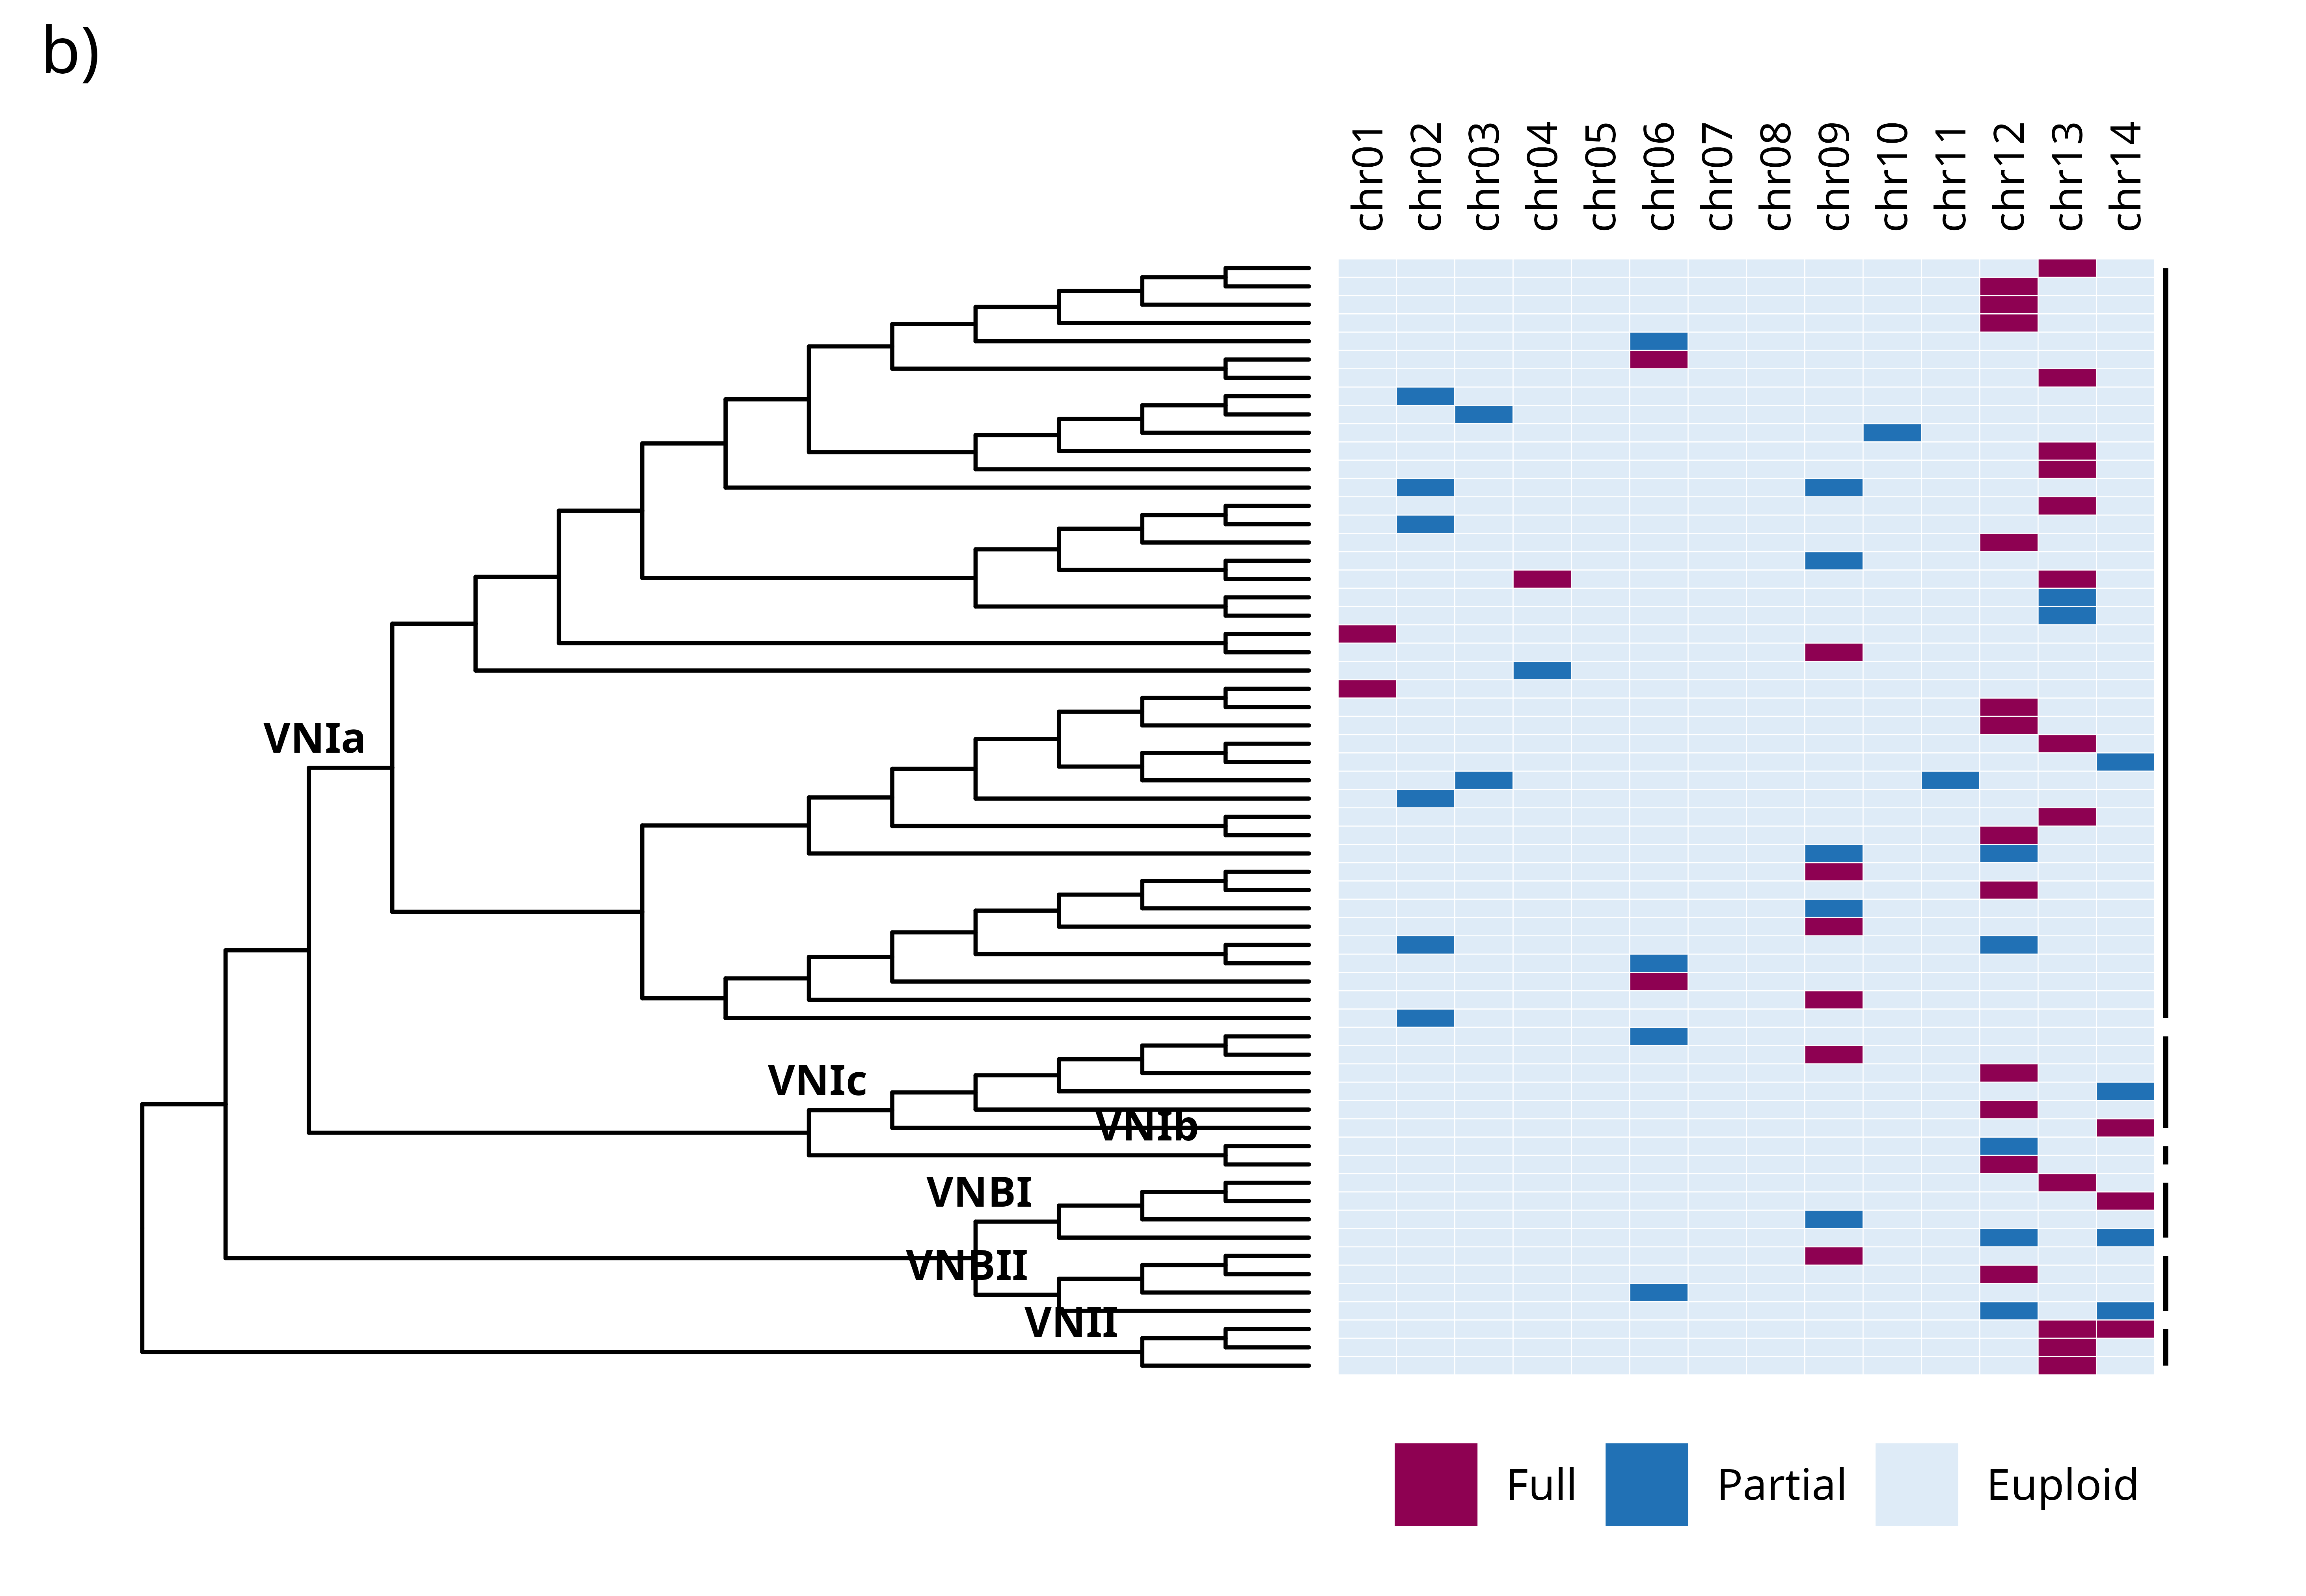 b)
chr01
chr02
chr03
chr04
chr05
chr06
chr07
chr08
chr09
chr10
chr11
chr12
chr13
chr14
VNIa
VNIc
VNIb
VNBI
VNBII
VNII
Full
Partial
Euploid